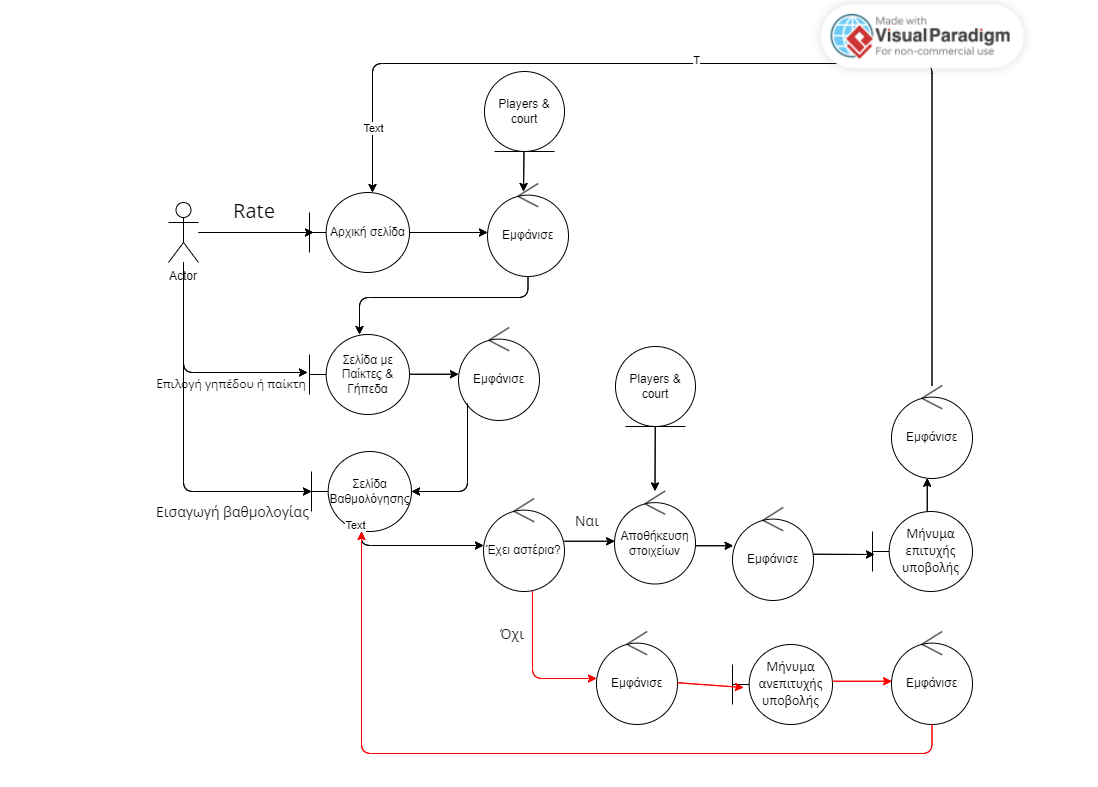 Made with
VisualParadigm
For non-commercial use
T
Players &
court
Text
Rate
Αρχική σελίδα
Εμφάνισε
Actor
Σελίδα με
Παίκτες &
Γήπεδα
Εμφάνισε
Επιλογή γηπέδου ή παίκτη
Players &
court
Εμφάνισε
Σελίδα
Βαθμολόγησης
Εισαγωγή βαθμολογίας
Text
Έχει αστέρια?
Ναι
Αποθήκευση
στοιχείων
Εμφάνισε
Μήνυμα
επιτυχής
υποβολής
Όχι
Εμφάνισε
Μήνυμα
ανεπιτυχής
υποβολής
Εμφάνισε